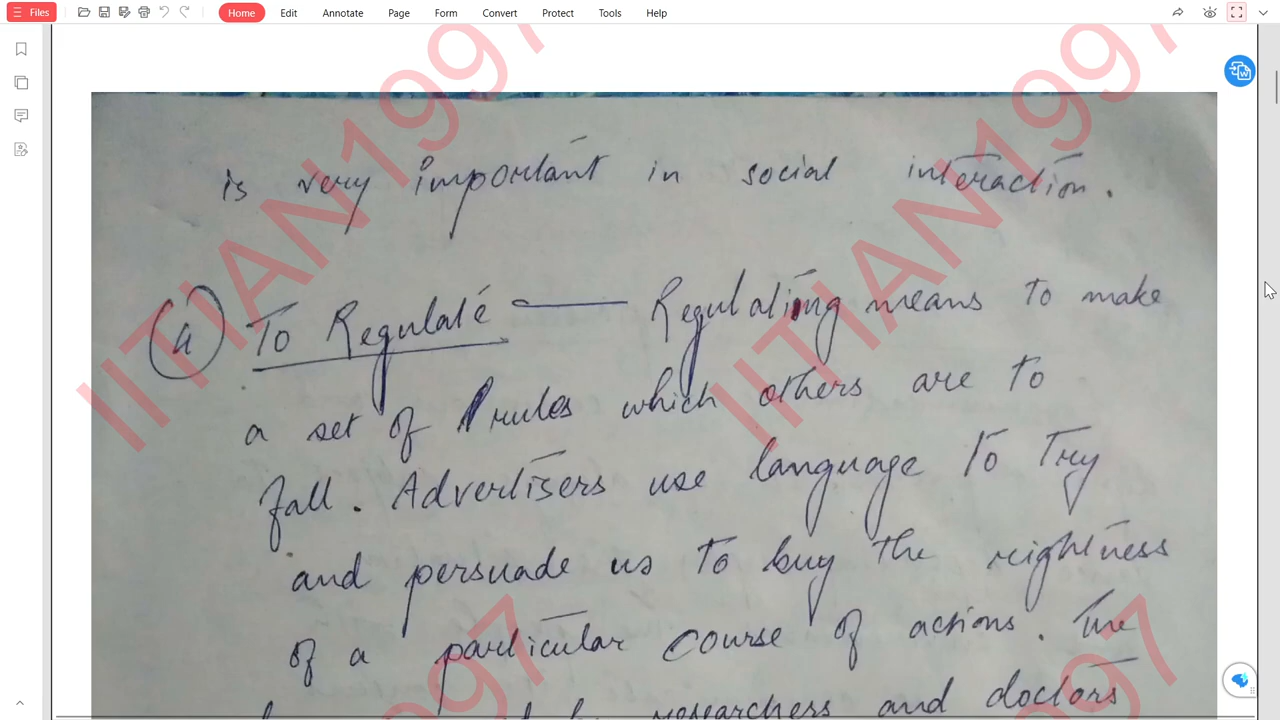 Files Home Edit Annotate Page Form Convert Protect Tools Help
is very important in social interaction.
(a) To Regulate — Regulating means to make
a set of rules which others are to
fall. Advertisers use language to try
and persuade us to buy the rightness
of a particular course of actions. The
researchers and doctors
IITIAN1997
IITIAN1997